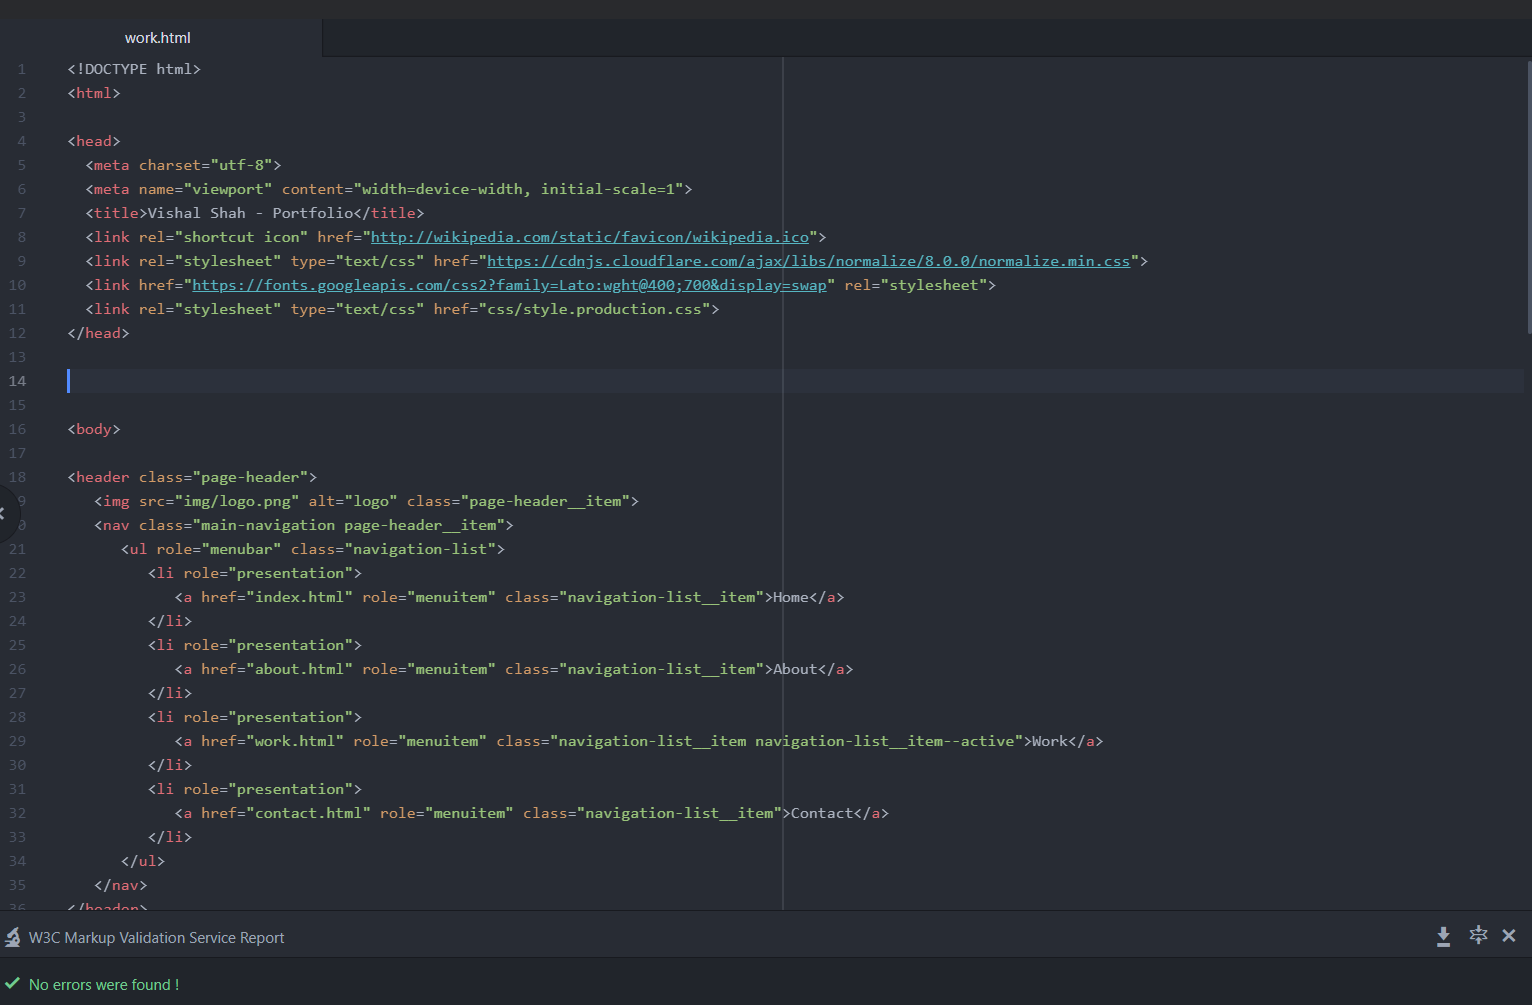 work.html
1 <!DOCTYPE html>
2 <html>
3
4 <head>
5 <meta charset="utf-8">
6 <meta name="viewport" content="width=device-width, initial-scale=1">
7 <title>Vishal Shah - Portfolio</title>
8 <link rel="shortcut icon" href="http://wikipedia.com/static/favicon/wikipedia.ico">
9 <link rel="stylesheet" type="text/css" href="https://cdnjs.cloudflare.com/ajax/libs/normalize/8.0.0/normalize.min.css">
10 <link href="https://fonts.googleapis.com/css2?family=Lato:wght@400;700&display=swap" rel="stylesheet">
11 <link rel="stylesheet" type="text/css" href="css/style.production.css">
12 </head>
13
14
15
16 <body>
17
18 <header class="page-header">
9 <img src="img/logo.png" alt="logo" class="page-header__item">
0 <nav class="main-navigation page-header__item">
21 <ul role="menubar" class="navigation-list">
22 <li role="presentation">
23 <a href="index.html" role="menuitem" class="navigation-list__item">Home</a>
24 </li>
25 <li role="presentation">
26 <a href="about.html" role="menuitem" class="navigation-list__item">About</a>
27 </li>
28 <li role="presentation">
29 <a href="work.html" role="menuitem" class="navigation-list__item navigation-list__item--active">Work</a>
30 </li>
31 <li role="presentation">
32 <a href="contact.html" role="menuitem" class="navigation-list__item">Contact</a>
33 </li>
34 </ul>
35 </nav>
36 </header>
W3C Markup Validation Service Report
No errors were found !